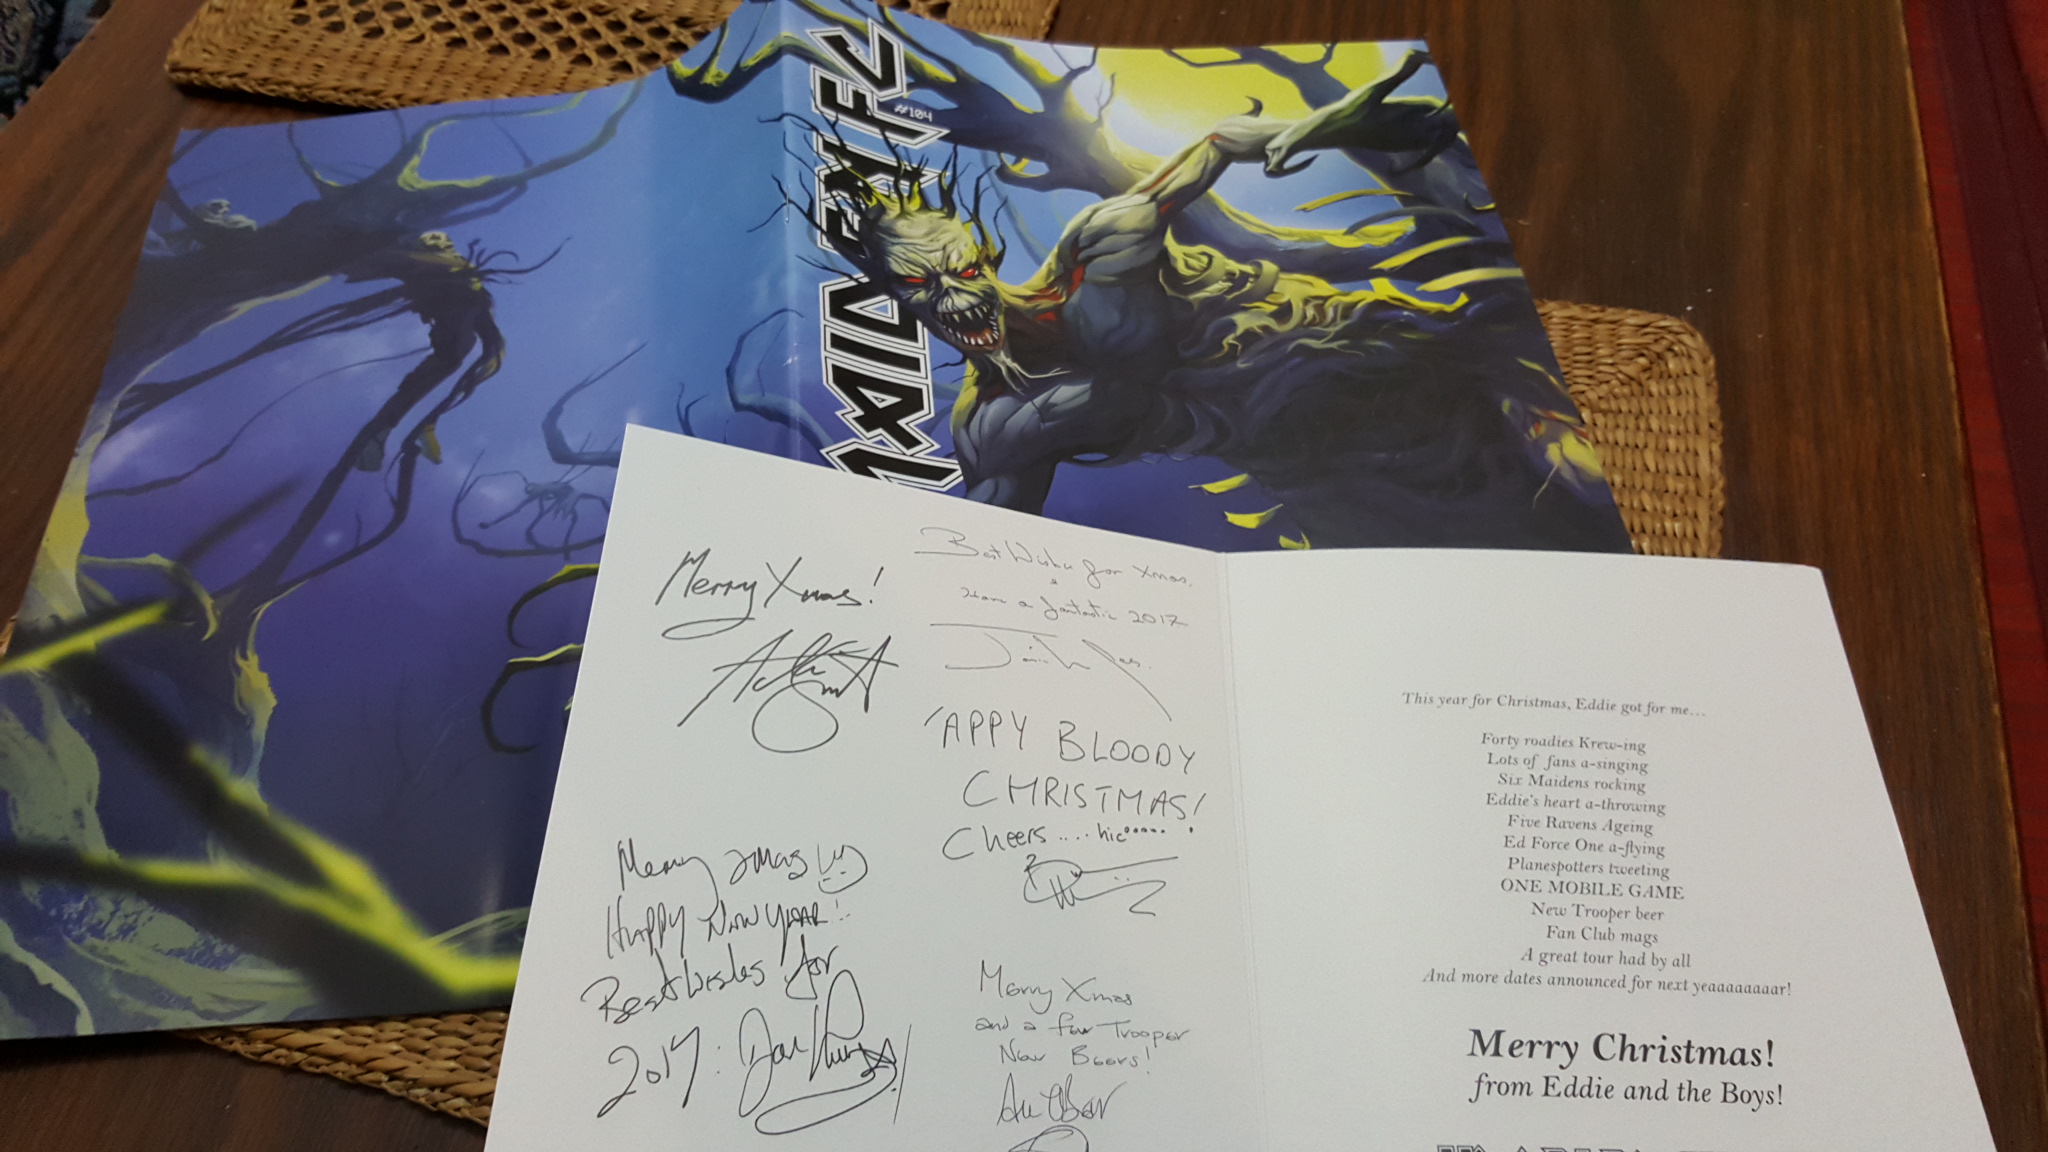 MAIDEN FC
#104
Merry Xmas!
Best Wishes for Xmas.
&
Have a fantastic 2017
'APPY BLOODY
CHRISTMAS!
Cheers .... hic..... !
Merry Xmas
Happy New Year!
Best wishes for
2017:
Merry Xmas
and a few Trooper
New Beers!
This year for Christmas, Eddie got for me...
Forty roadies Krew-ing
Lots of fans a-singing
Six Maidens rocking
Eddie's heart a-throwing
Five Ravens Ageing
Ed Force One a-flying
Planespotters tweeting
ONE MOBILE GAME
New Trooper beer
Fan Club mags
A great tour had by all
And more dates announced for next yeaaaaaaaar!
Merry Christmas!
from Eddie and the Boys!